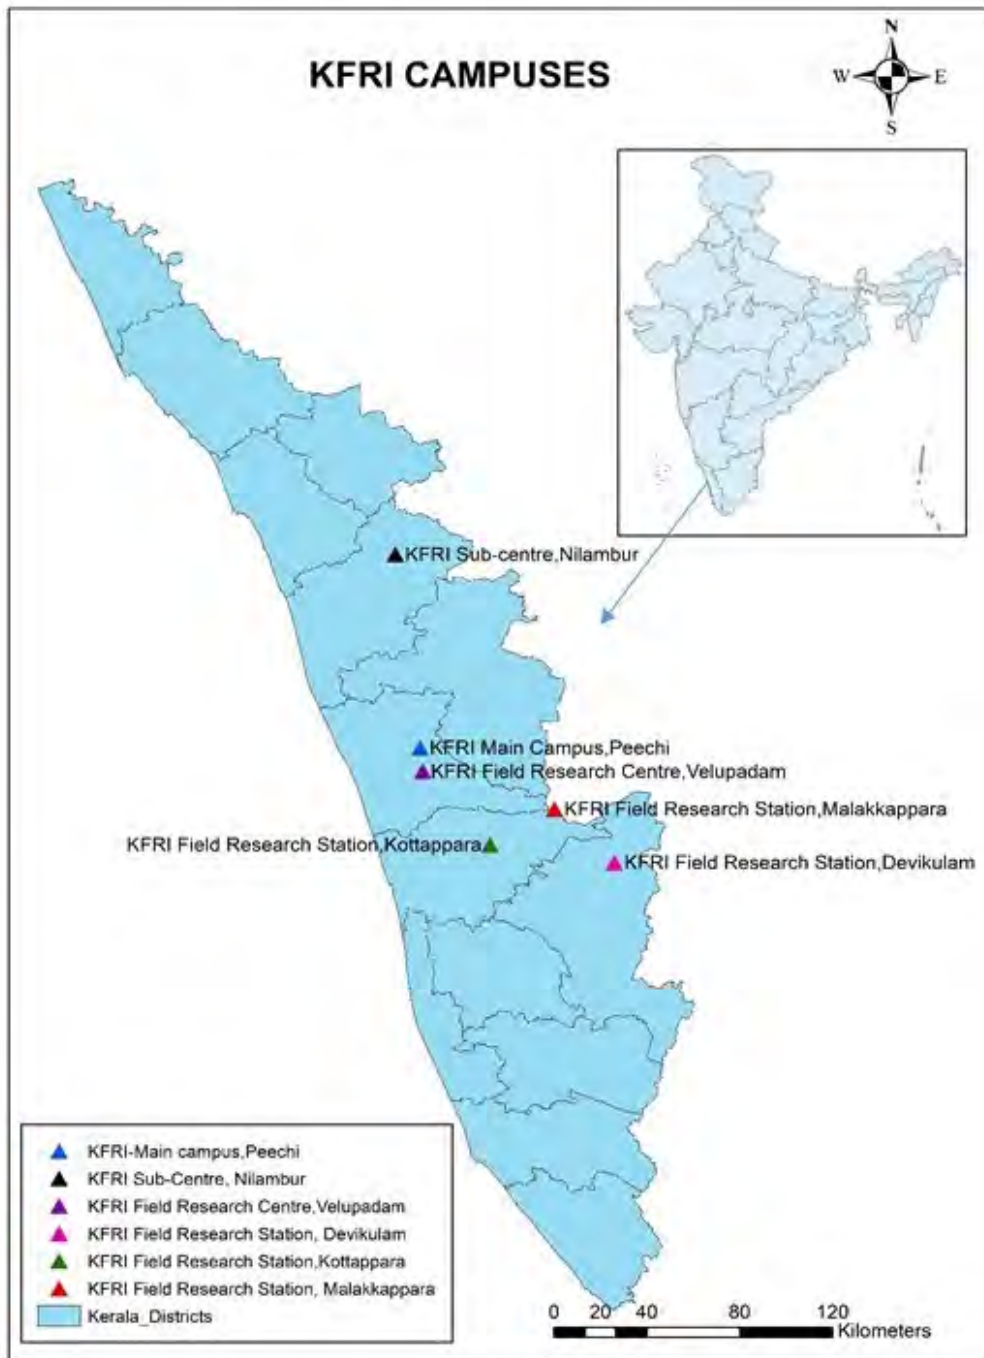 KFRI CAMPUSES
N
W E
S
KFRI Sub-centre,Nilambur
KFRI Main Campus,Peechi
KFRI Field Research Centre,Velupadam
KFRI Field Research Station,Malakkappara
KFRI Field Research Station,Kottappara
KFRI Field Research Station,Devikulam
KFRI-Main campus,Peechi
KFRI Sub-Centre, Nilambur
KFRI Field Research Centre,Velupadam
KFRI Field Research Station, Devikulam
KFRI Field Research Station,Kottappara
KFRI Field Research Station, Malakkappara
Kerala_Districts
0 20 40 80 120
Kilometers